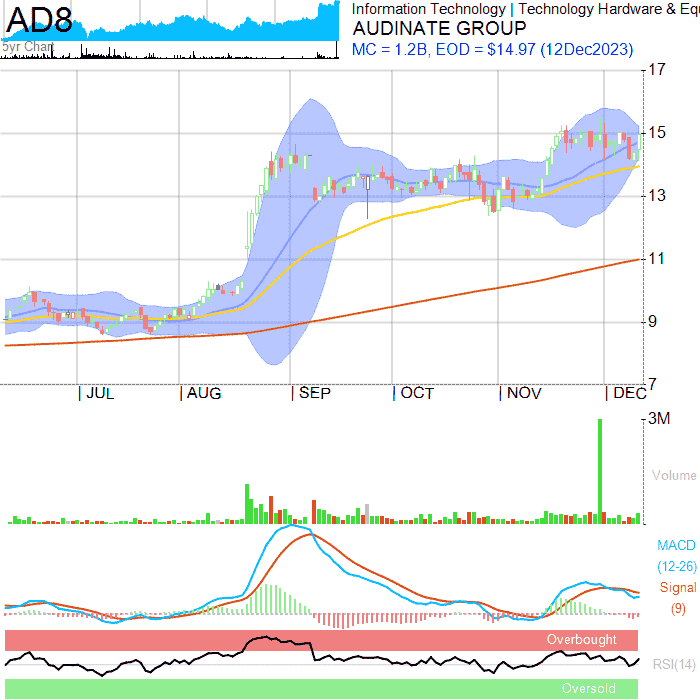 AD8
5yr Chart
Information Technology | Technology Hardware & Equ
AUDINATE GROUP
MC = 1.2B, EOD = $14.97 (12Dec2023)
17
15
13
11
9
7
JUL AUG SEP OCT NOV DEC
3M
Volume
MACD
(12-26)
Signal
(9)
Overbought
RSI(14)
Oversold